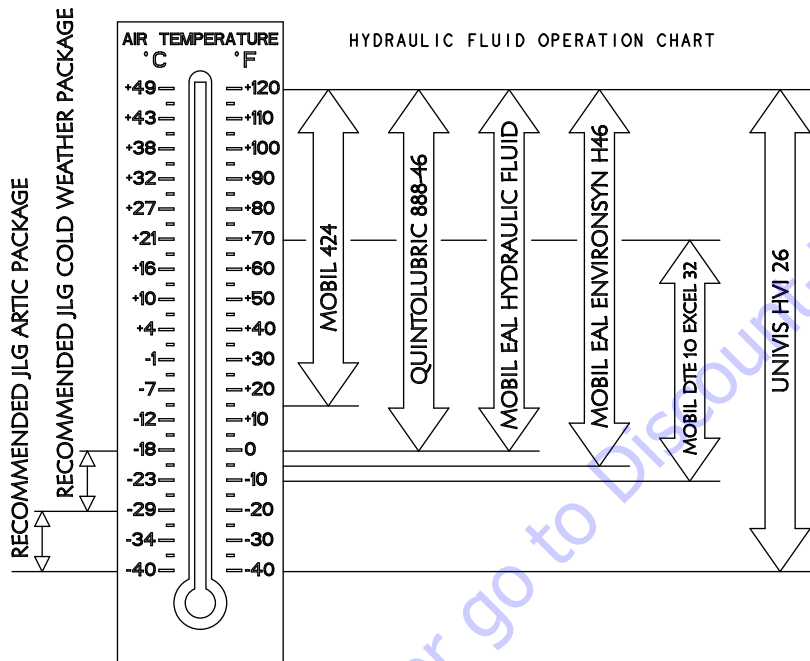 HYDRAULIC FLUID OPERATION CHART
AIR TEMPERATURE
°C °F
+49 +120
+43 +110
+38 +100
+32 +90
+27 +80
+21 +70
+16 +60
+10 +50
+4 +40
-1 +30
-7 +20
-12 +10
-18 0
-23 -10
-29 -20
-34 -30
-40 -40
RECOMMENDED JLG ARTIC PACKAGE
RECOMMENDED JLG COLD WEATHER PACKAGE
MOBIL 424
QUINTOLUBRIC 888-46
MOBIL EAL HYDRAULIC FLUID
MOBIL EAL ENVIRONSYN H46
MOBIL DTE 10 EXCEL 32
UNIVIS HVI 26
go to Discount